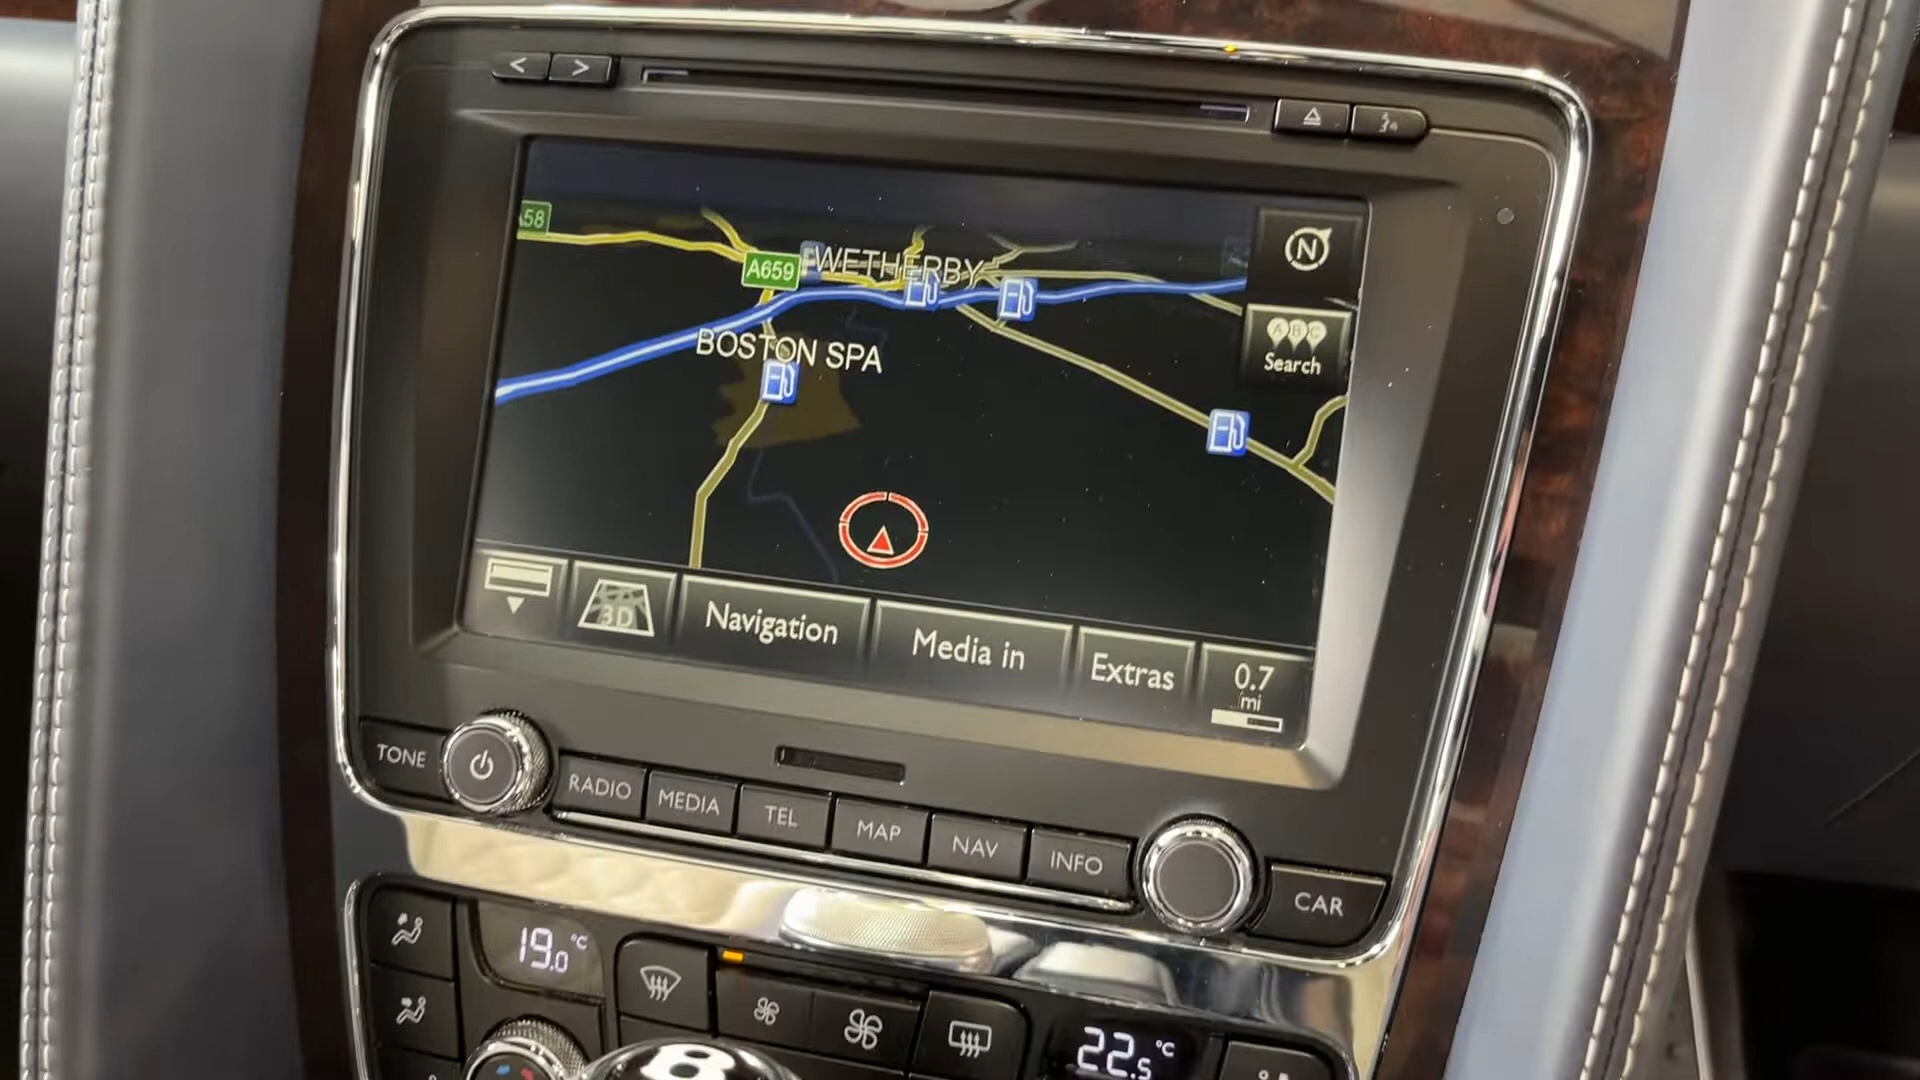 < >
58
A659
WETHERBY
BOSTON SPA
N
A B C
Search
3D
Navigation
Media in
Extras
0.7
mi
TONE
RADIO
MEDIA
TEL
MAP
NAV
INFO
CAR
19.0 °C
22.5 °C
B